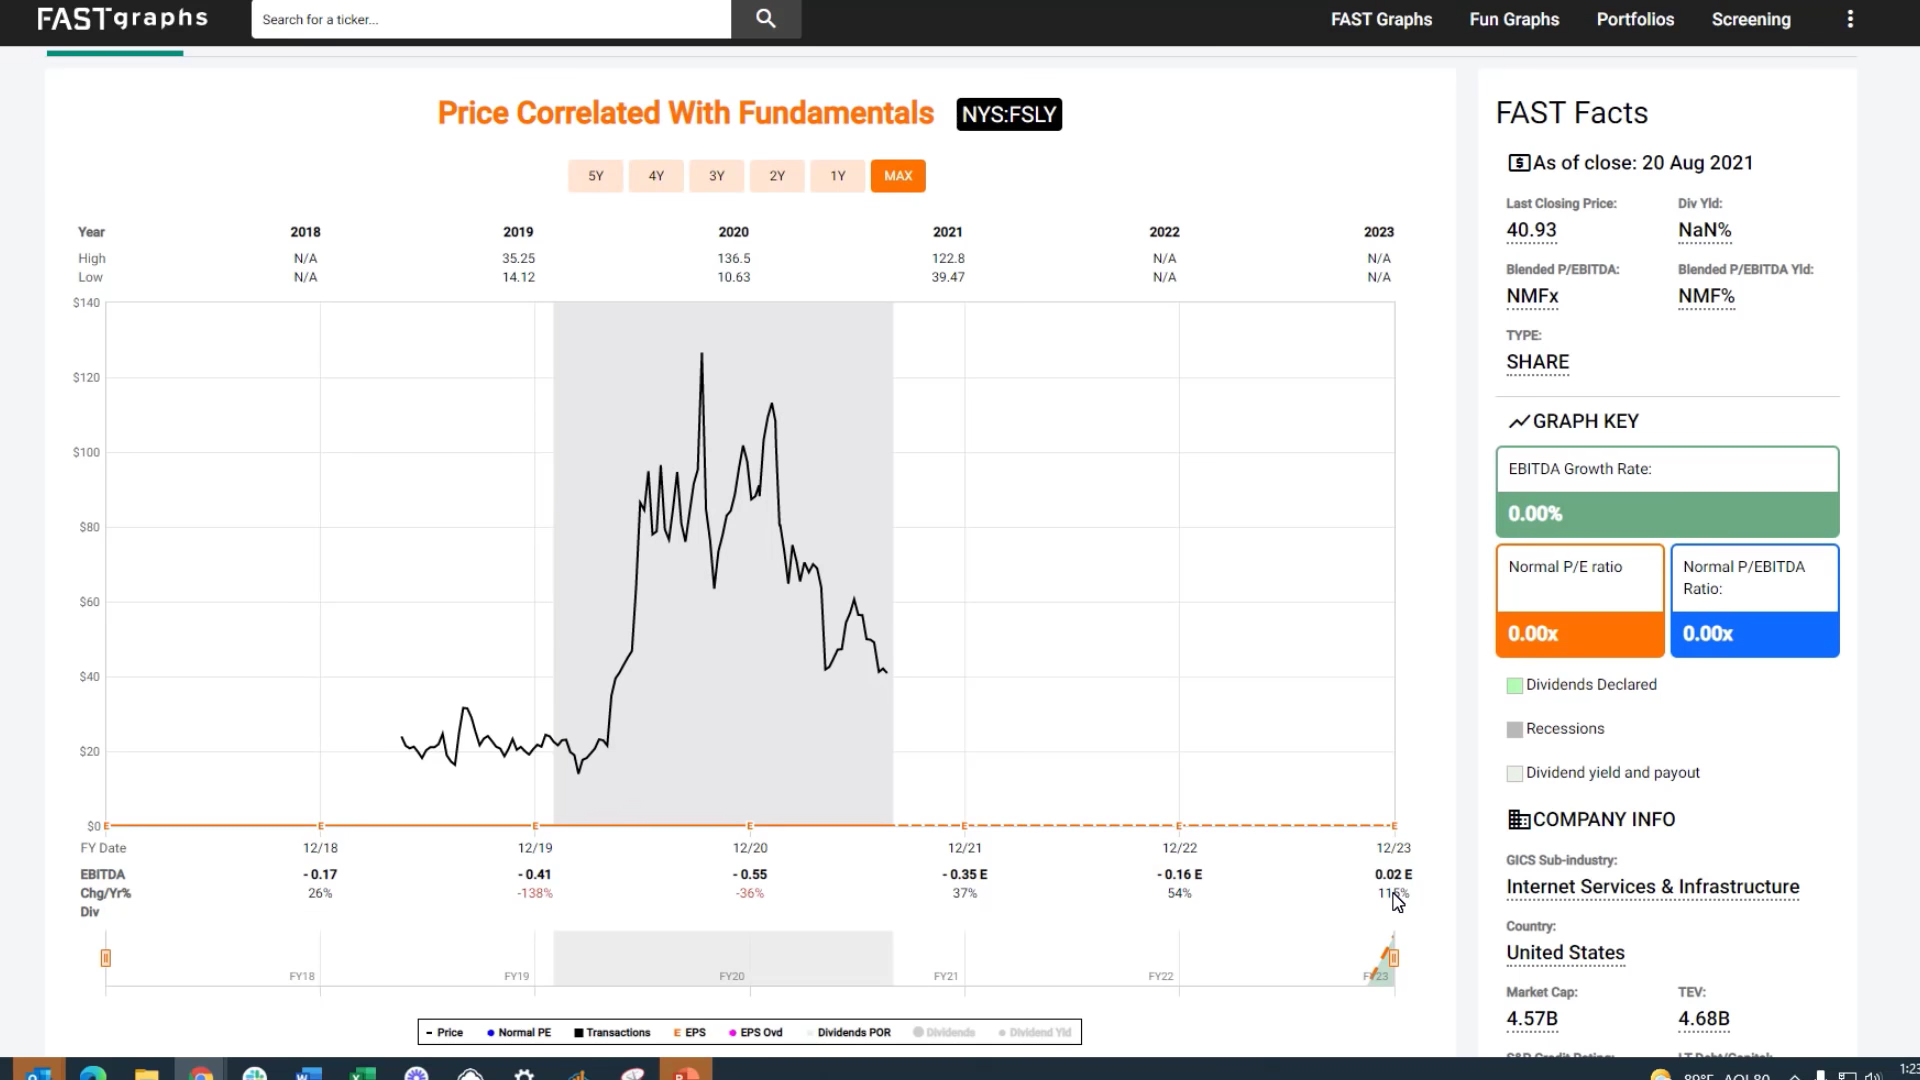 FAST graphs
Search for a ticker...
FAST Graphs Fun Graphs Portfolios Screening
Price Correlated With Fundamentals NYS:FSLY
5Y 4Y 3Y 2Y 1Y MAX
Year 2018 2019 2020 2021 2022 2023
High N/A 35.25 136.5 122.8 N/A N/A
Low N/A 14.12 10.63 39.47 N/A N/A
$140
$120
$100
$80
$60
$40
$20
$0 E E E E E E E
FY Date 12/18 12/19 12/20 12/21 12/22 12/23
EBITDA - 0.17 - 0.41 - 0.55 - 0.35 E - 0.16 E 0.02 E
Chg/Yr% 26% -138% -36% 37% 54%
Div
FY18 FY19 FY20 FY21 FY22
Price Normal PE Transactions E EPS EPS Ovd Dividends POR Dividends Dividend Yld
FAST Facts
As of close: 20 Aug 2021
Last Closing Price: Div Yld:
40.93 NaN%
Blended P/EBITDA: Blended P/EBITDA Yld:
NMFx NMF%
TYPE:
SHARE
GRAPH KEY
EBITDA Growth Rate:
0.00%
Normal P/E ratio Normal P/EBITDA
Ratio:
0.00x 0.00x
Dividends Declared
Recessions
Dividend yield and payout
COMPANY INFO
GICS Sub-industry:
Internet Services & Infrastructure
Country:
United States
Market Cap: TEV:
4.57B 4.68B